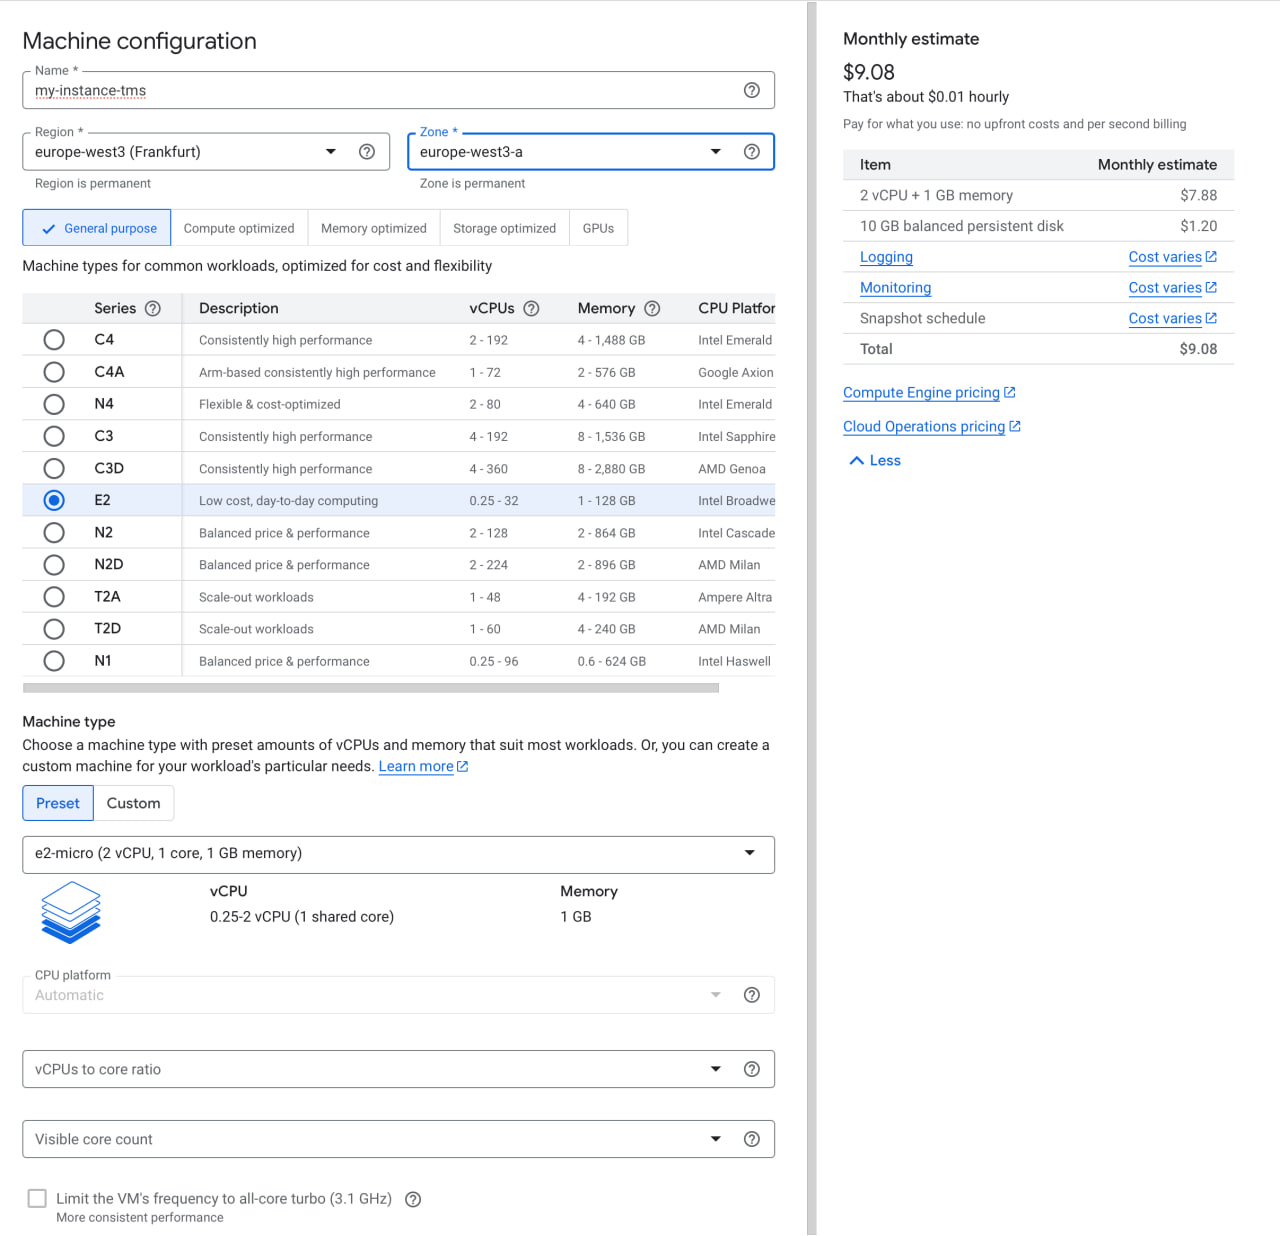 Machine configuration
Name *
my-instance-tms
Region *
europe-west3 (Frankfurt)
Region is permanent
Zone *
europe-west3-a
Zone is permanent
General purpose
Compute optimized
Memory optimized
Storage optimized
GPUs
Machine types for common workloads, optimized for cost and flexibility
Series Description vCPUs Memory CPU Platfor
C4 Consistently high performance 2 - 192 4 - 1,488 GB Intel Emerald
C4A Arm-based consistently high performance 1 - 72 2 - 576 GB Google Axion
N4 Flexible & cost-optimized 2 - 80 4 - 640 GB Intel Emerald
C3 Consistently high performance 4 - 192 8 - 1,536 GB Intel Sapphire
C3D Consistently high performance 4 - 360 8 - 2,880 GB AMD Genoa
E2 Low cost, day-to-day computing 0.25 - 32 1 - 128 GB Intel Broadwe
N2 Balanced price & performance 2 - 128 2 - 864 GB Intel Cascade
N2D Balanced price & performance 2 - 224 2 - 896 GB AMD Milan
T2A Scale-out workloads 1 - 48 4 - 192 GB Ampere Altra
T2D Scale-out workloads 1 - 60 4 - 240 GB AMD Milan
N1 Balanced price & performance 0.25 - 96 0.6 - 624 GB Intel Haswell
Machine type
Choose a machine type with preset amounts of vCPUs and memory that suit most workloads. Or, you can create a
custom machine for your workload's particular needs. Learn more
Preset
Custom
e2-micro (2 vCPU, 1 core, 1 GB memory)
vCPU
0.25-2 vCPU (1 shared core)
Memory
1 GB
CPU platform
Automatic
vCPUs to core ratio
Visible core count
Limit the VM's frequency to all-core turbo (3.1 GHz)
More consistent performance
Monthly estimate
$9.08
That's about $0.01 hourly
Pay for what you use: no upfront costs and per second billing
Item Monthly estimate
2 vCPU + 1 GB memory $7.88
10 GB balanced persistent disk $1.20
Logging Cost varies
Monitoring Cost varies
Snapshot schedule Cost varies
Total $9.08
Compute Engine pricing
Cloud Operations pricing
Less